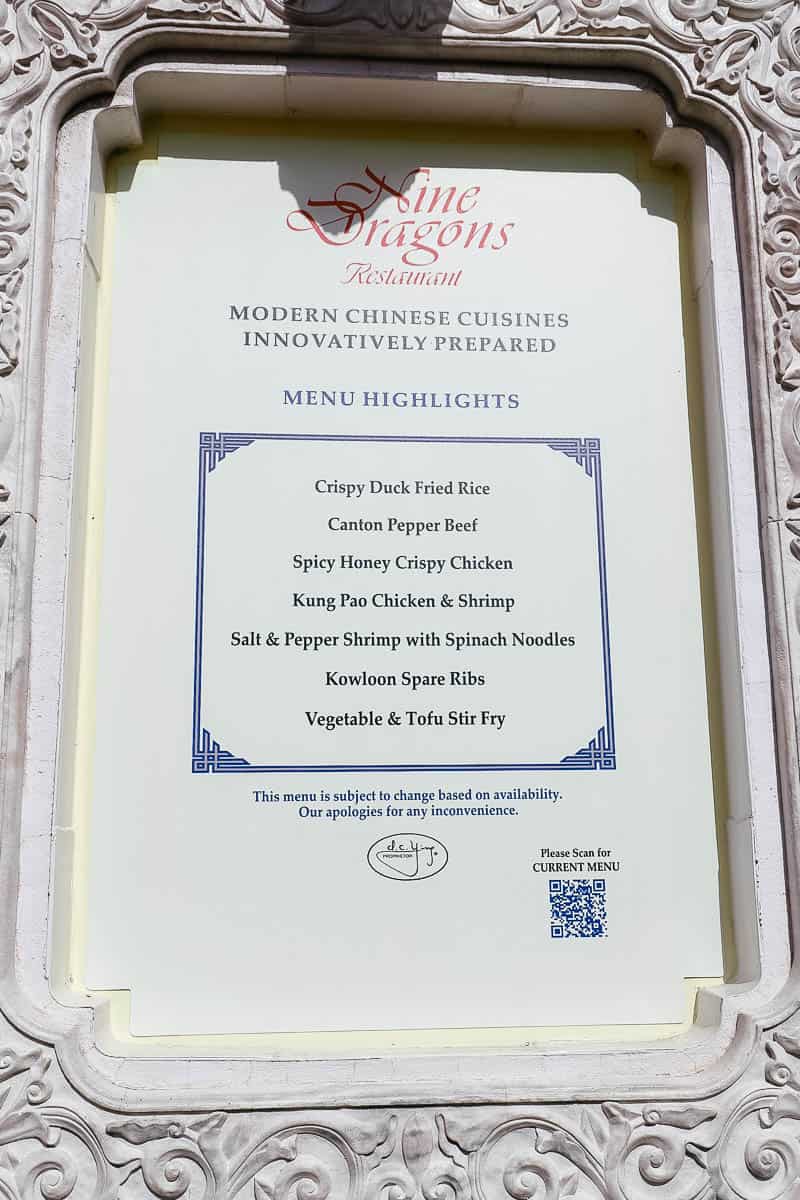 Nine
Dragons
Restaurant
MODERN CHINESE CUISINES
INNOVATIVELY PREPARED
MENU HIGHLIGHTS
Crispy Duck Fried Rice
Canton Pepper Beef
Spicy Honey Crispy Chicken
Kung Pao Chicken & Shrimp
Salt & Pepper Shrimp with Spinach Noodles
Kowloon Spare Ribs
Vegetable & Tofu Stir Fry
This menu is subject to change based on availability.
Our apologies for any inconvenience.
d.c. Ying
PROPRIETOR
Please Scan for
CURRENT MENU